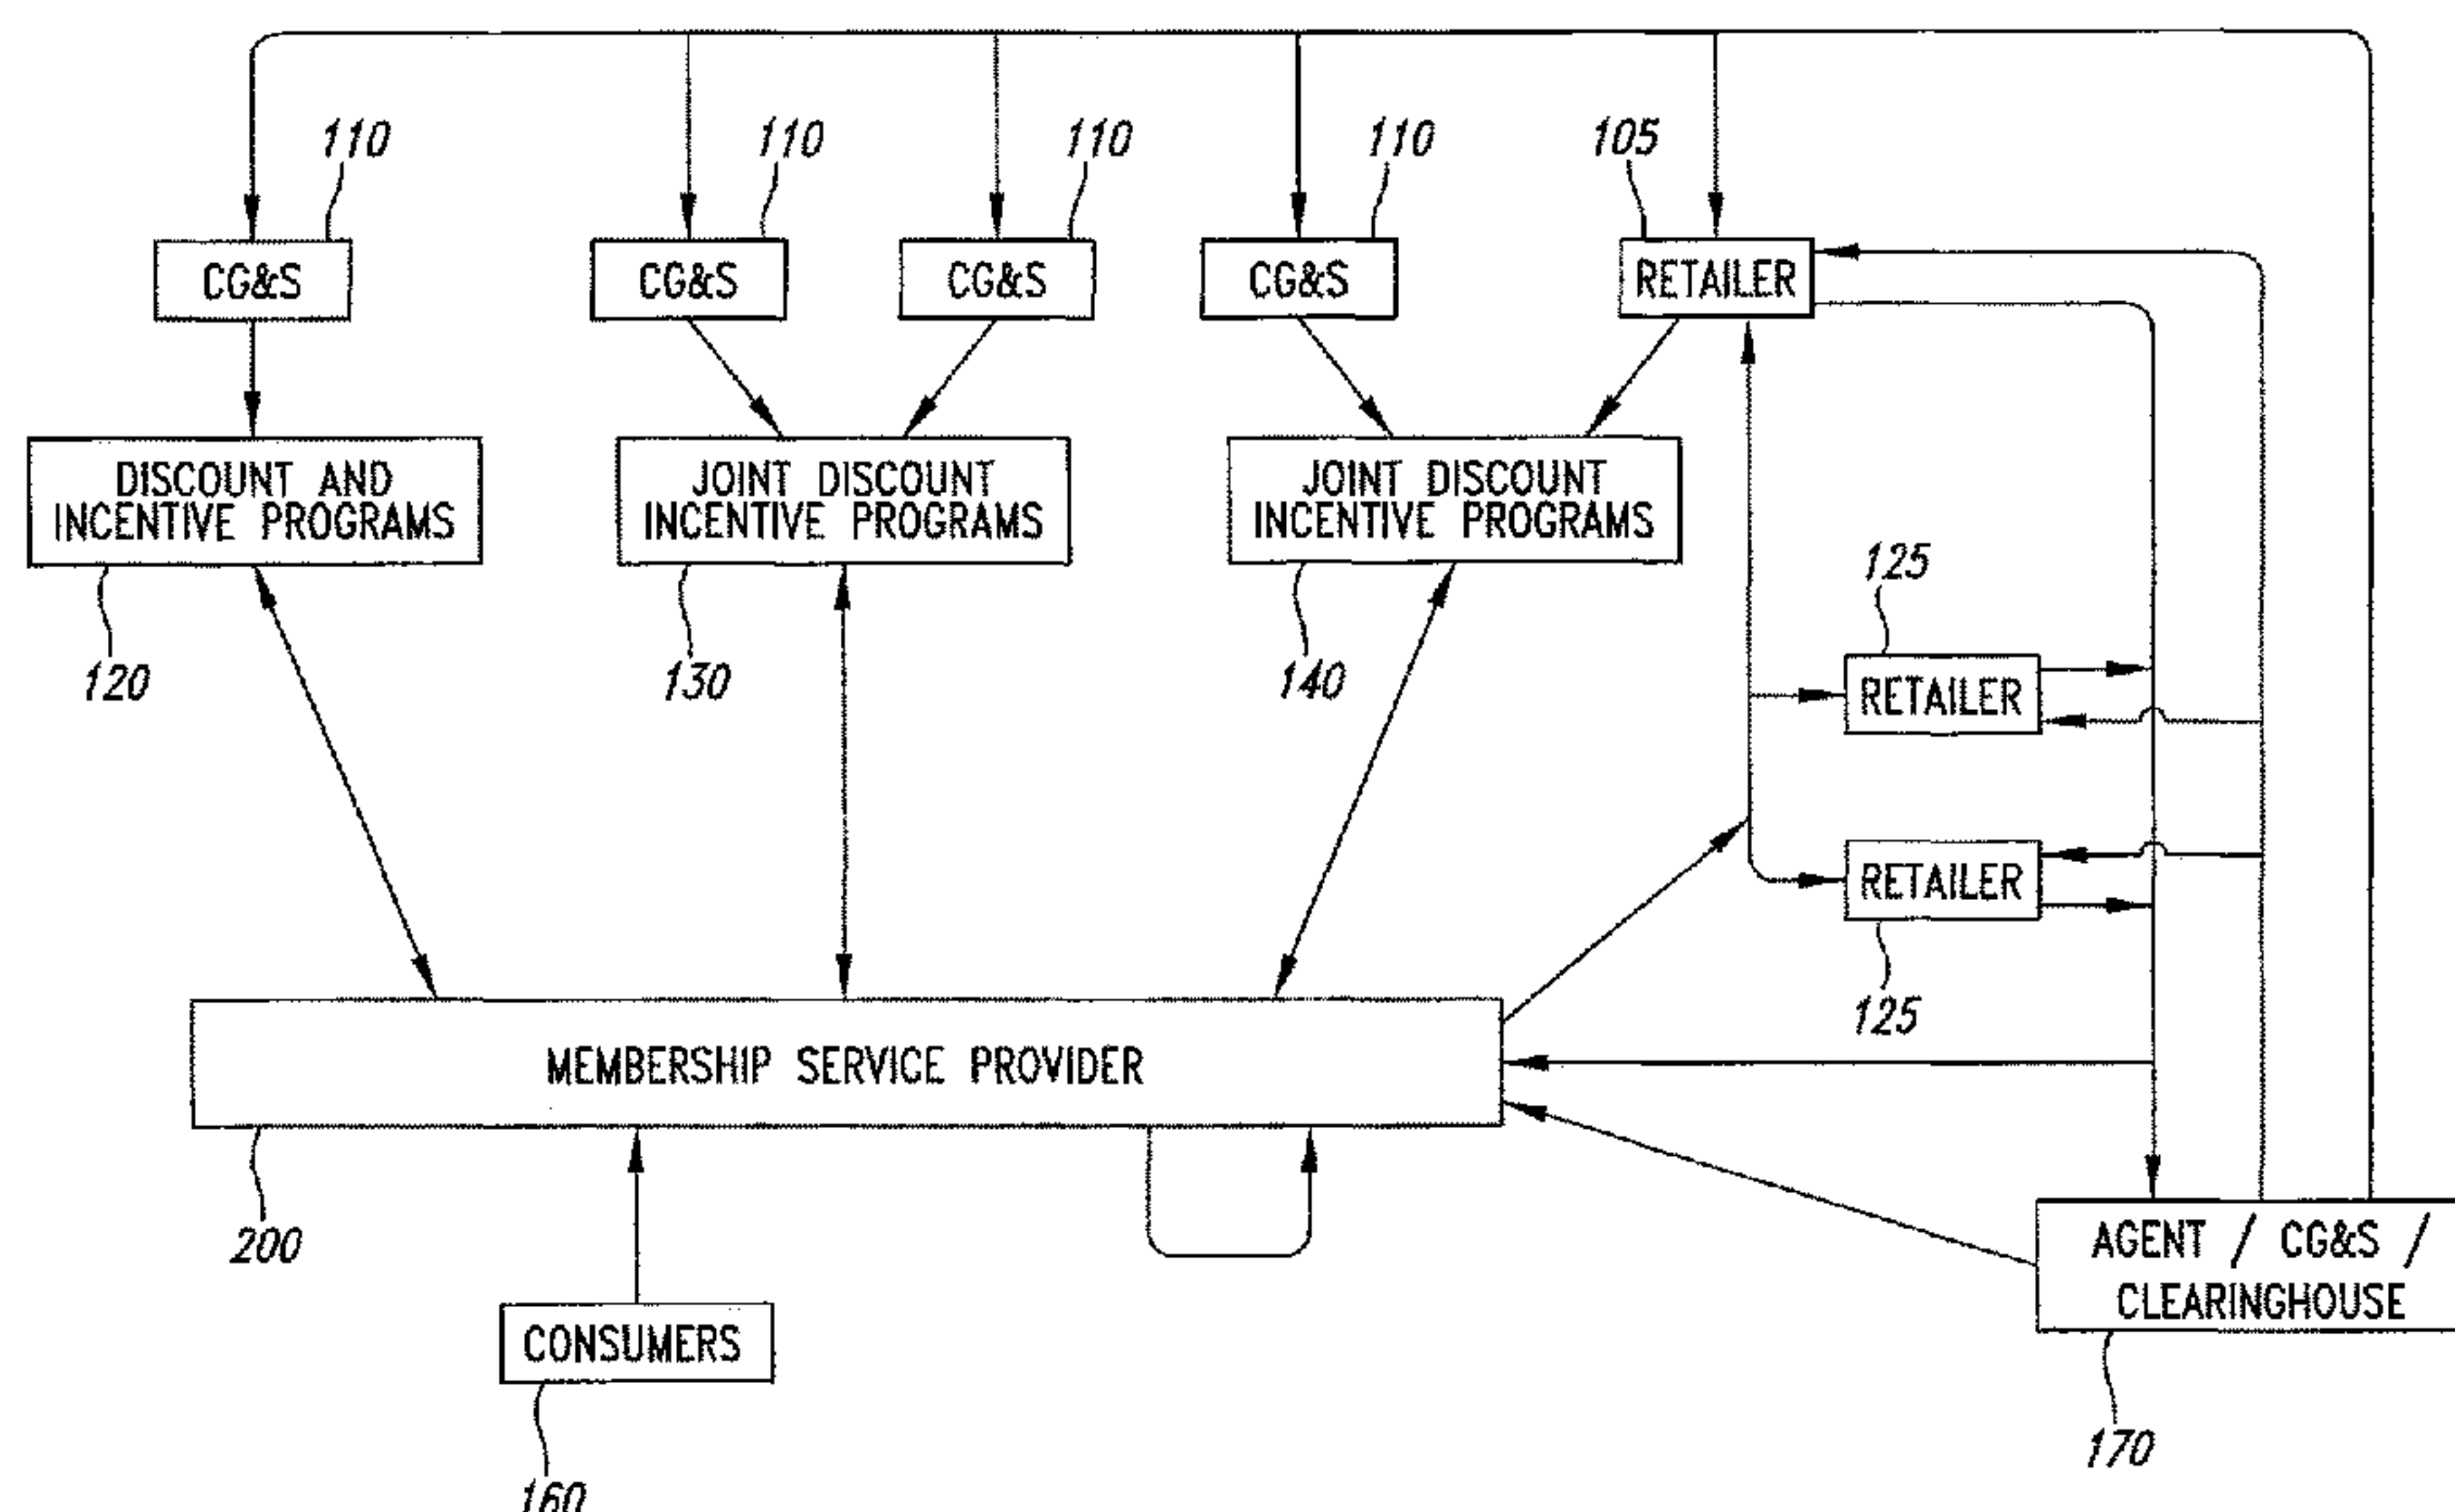 110
110
110
110
105
CG&S
CG&S
CG&S
CG&S
RETAILER
DISCOUNT AND
INCENTIVE PROGRAMS
JOINT DISCOUNT
INCENTIVE PROGRAMS
JOINT DISCOUNT
INCENTIVE PROGRAMS
120
130
140
125
RETAILER
RETAILER
125
MEMBERSHIP SERVICE PROVIDER
200
CONSUMERS
160
AGENT / CG&S /
CLEARINGHOUSE
170